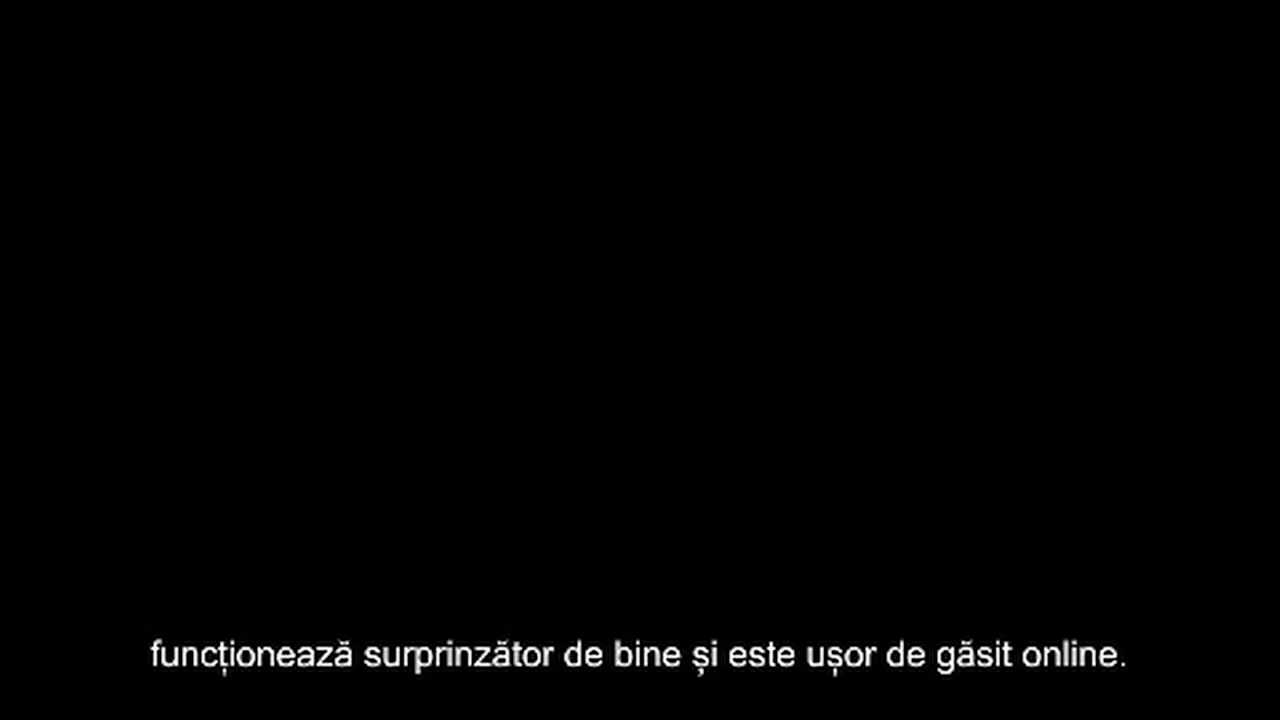 funcționează surprinzător de bine și este ușor de găsit online.